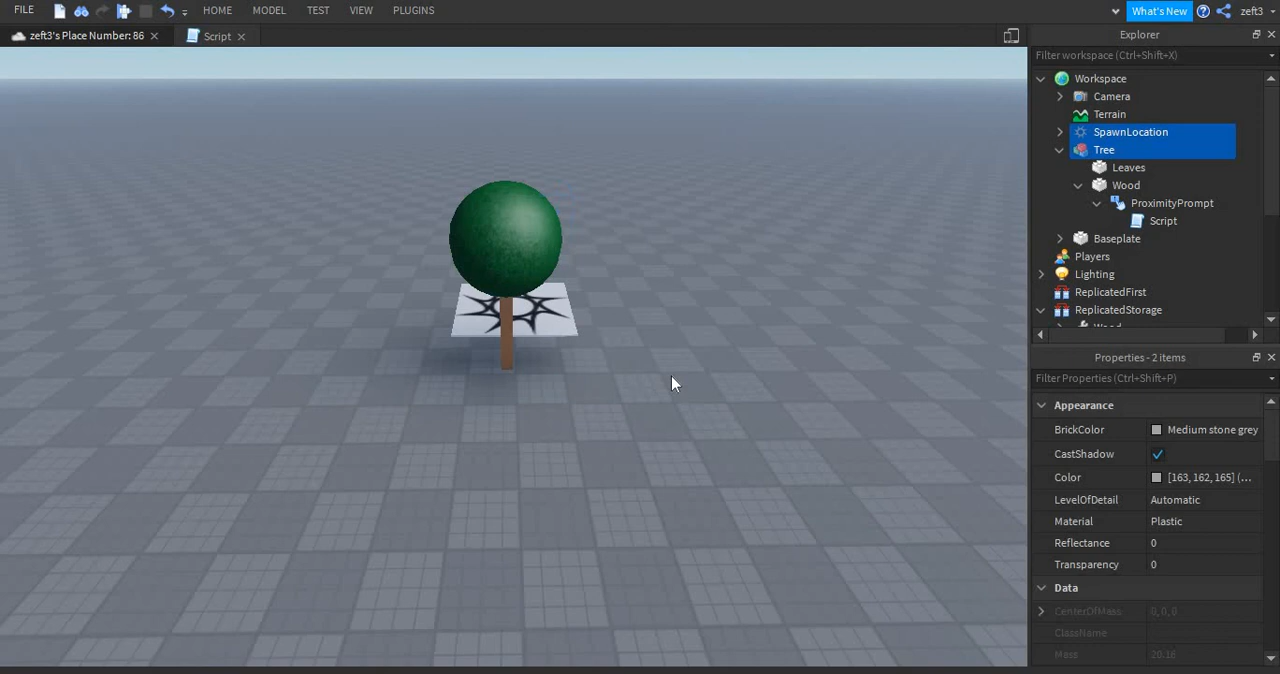 FILE HOME MODEL TEST VIEW PLUGINS What's New zeft3
zeft3's Place Number: 86 Script Explorer
Filter workspace (Ctrl+Shift+X)
Workspace
Camera
Terrain
SpawnLocation
Tree
Leaves
Wood
ProximityPrompt
Script
Baseplate
Players
Lighting
ReplicatedFirst
ReplicatedStorage
Wood
Properties - 2 items
Filter Properties (Ctrl+Shift+P)
Appearance
BrickColor Medium stone grey
CastShadow
Color [163, 162, 165] (...
LevelOfDetail Automatic
Material Plastic
Reflectance 0
Transparency 0
Data
CenterOfMass 0, 0, 0
ClassName
Mass 20.16